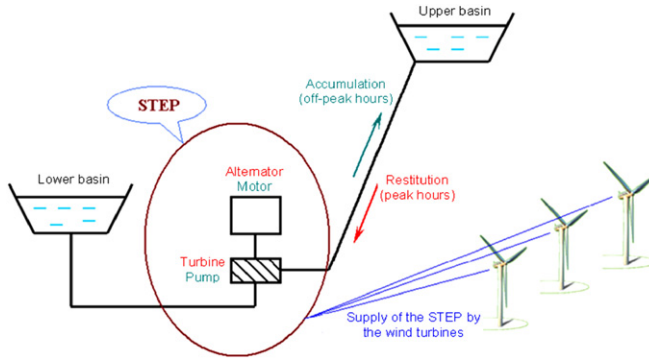 Upper basin
Accumulation
(off-peak hours)
STEP
Lower basin
Alternator
Motor
Restitution
(peak hours)
Turbine
Pump
Supply of the STEP by
the wind turbines